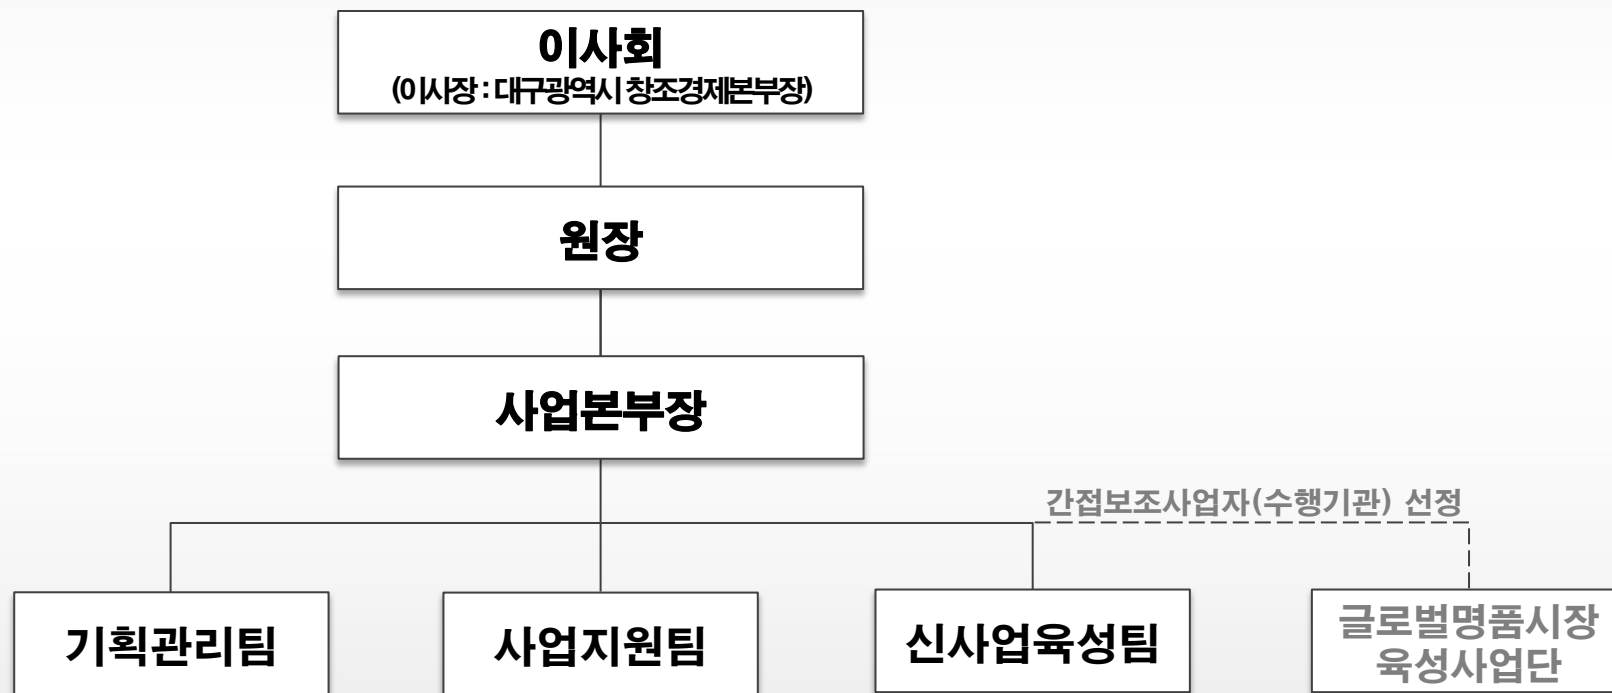 이사회
(이사장 : 대구광역시 창조경제본부장)
원장
사업본부장
간접보조사업자(수행기관) 선정
기획관리팀
사업지원팀
신사업육성팀
글로벌명품시장
육성사업단